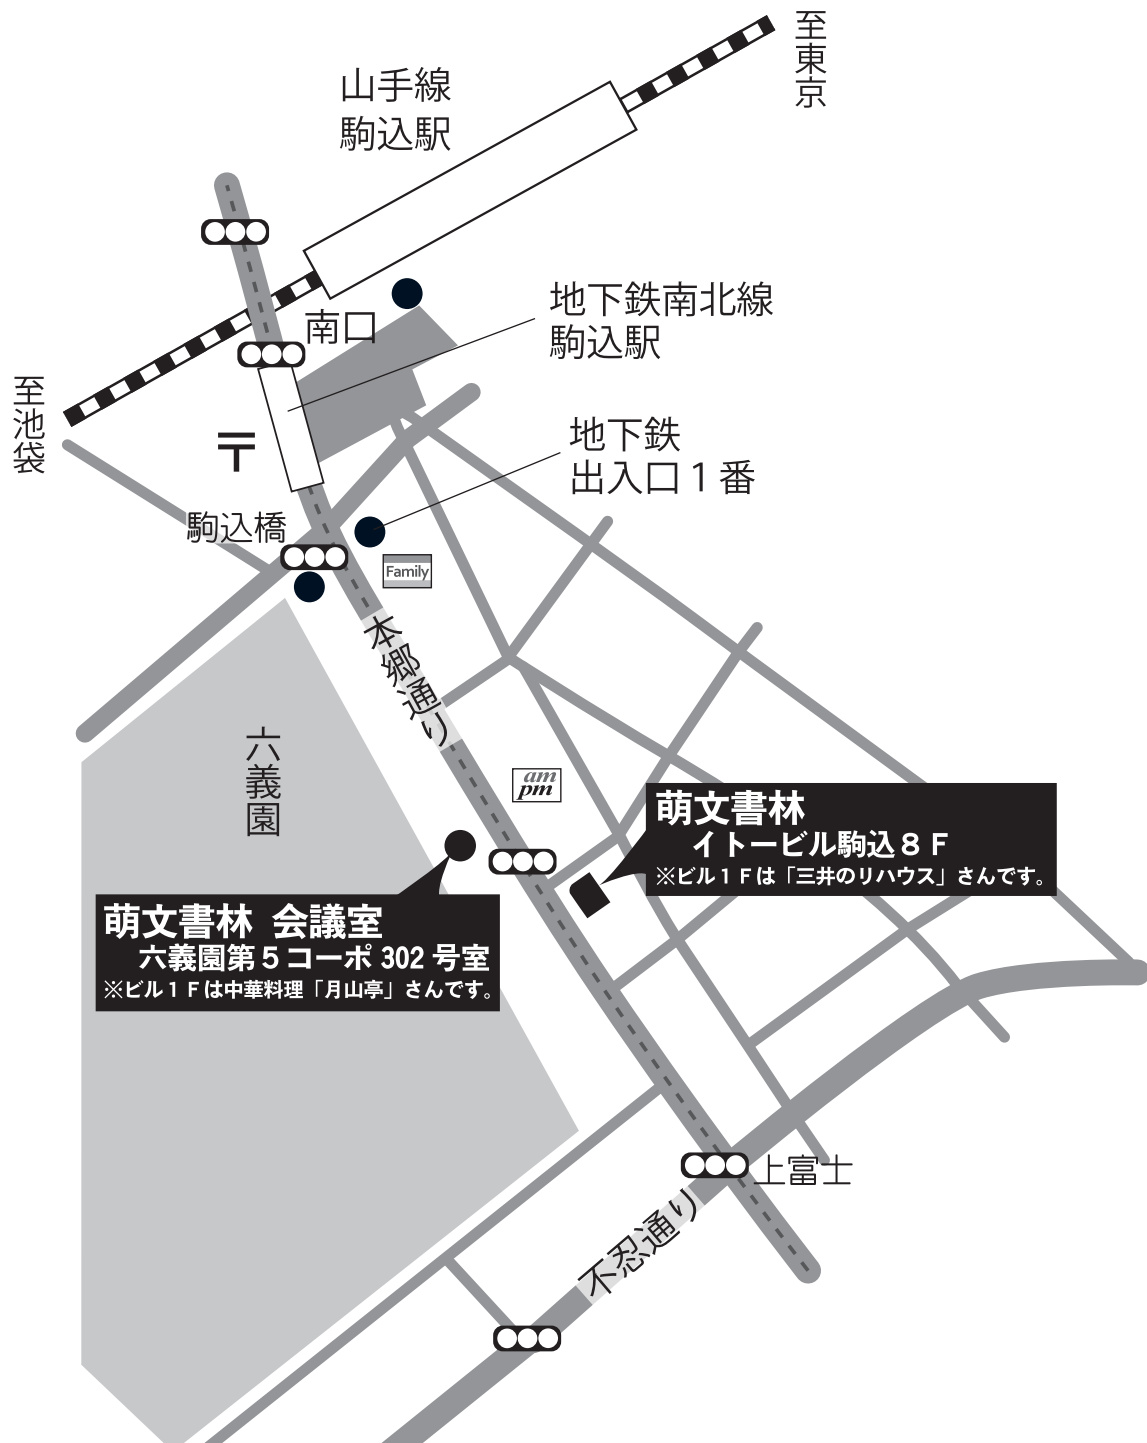 至東京
山手線
駒込駅
地下鉄南北線
駒込駅
南口
至池袋
〒
地下鉄
出入口1番
駒込橋
Family
本郷通り
六義園
am
pm
萌文書林
イトービル駒込8F
※ビル1Fは「三井のリハウス」さんです。
萌文書林 会議室
六義園第5コーポ302号室
※ビル1Fは中華料理「月山亭」さんです。
上富士
不忍通り